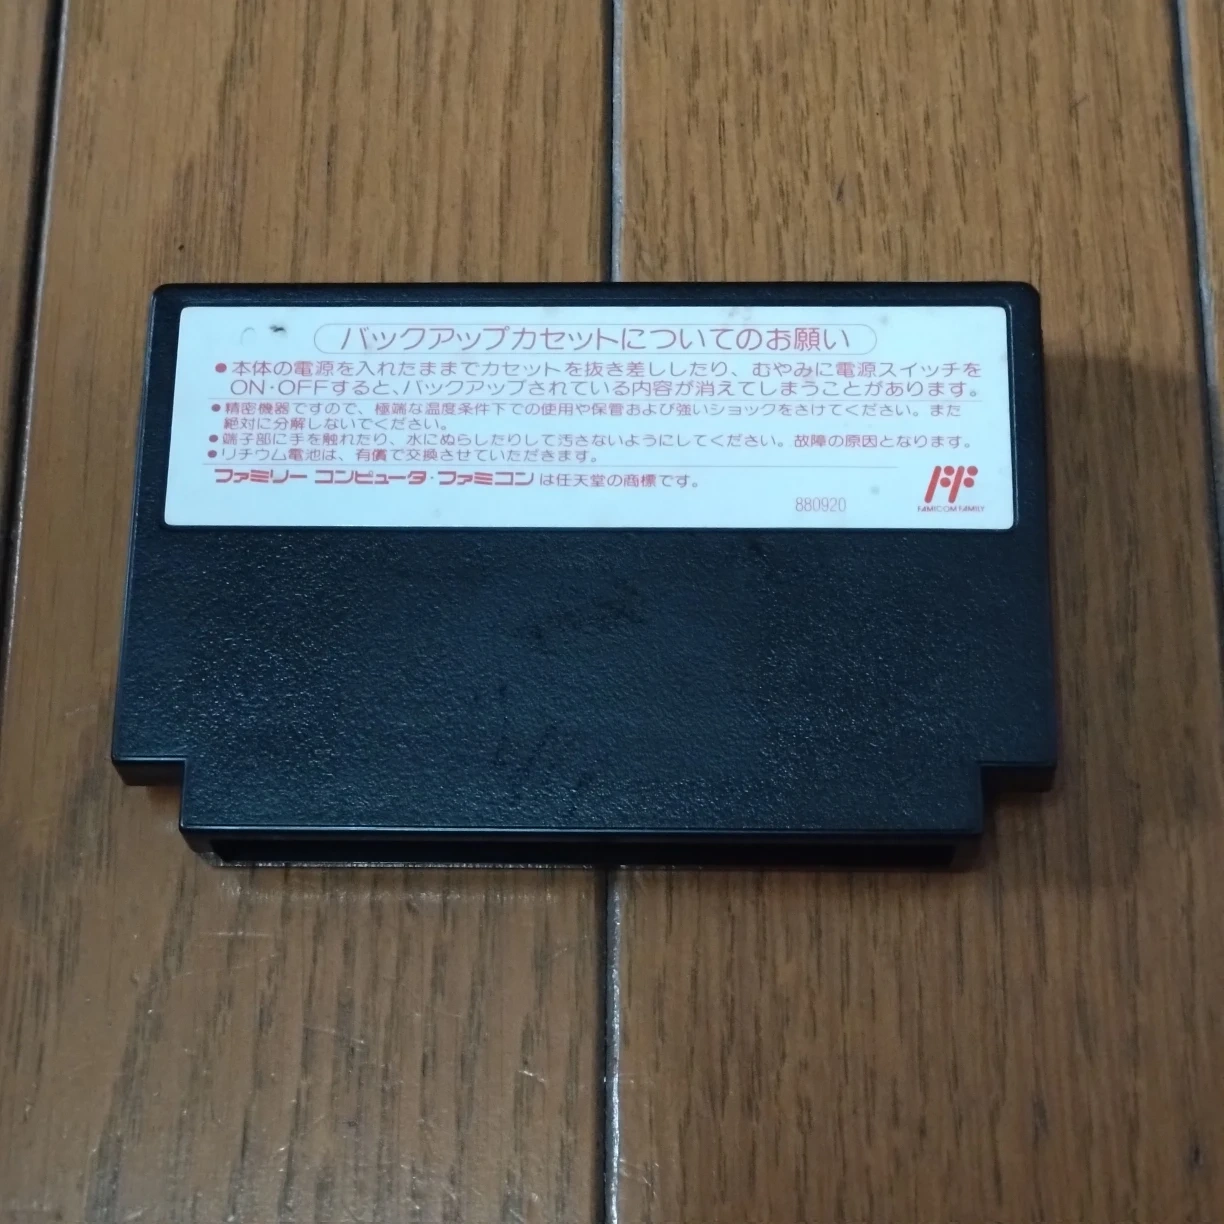 バックアップカセットについてのお願い
●本体の電源を入れたままでカセットを抜き差ししたり、むやみに電源スイッチを
ON・OFFすると、バックアップされている内容が消えてしまうことがあります。
●精密機器ですので、極端な温度条件下での使用や保管および強いショックをさけてください。また
絶対に分解しないでください。
●端子部に手を触れたり、水にぬらしたりして汚さないようにしてください。故障の原因となります。
●リチウム電池は、有償で交換させていただきます。
ファミリー コンピュータ・ファミコンは任天堂の商標です。
880920
FF
FAMICOM FAMILY